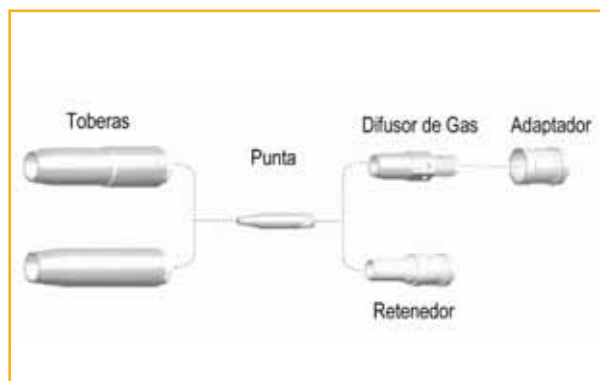 Toberas
Punta
Difusor de Gas
Adaptador
Retenedor